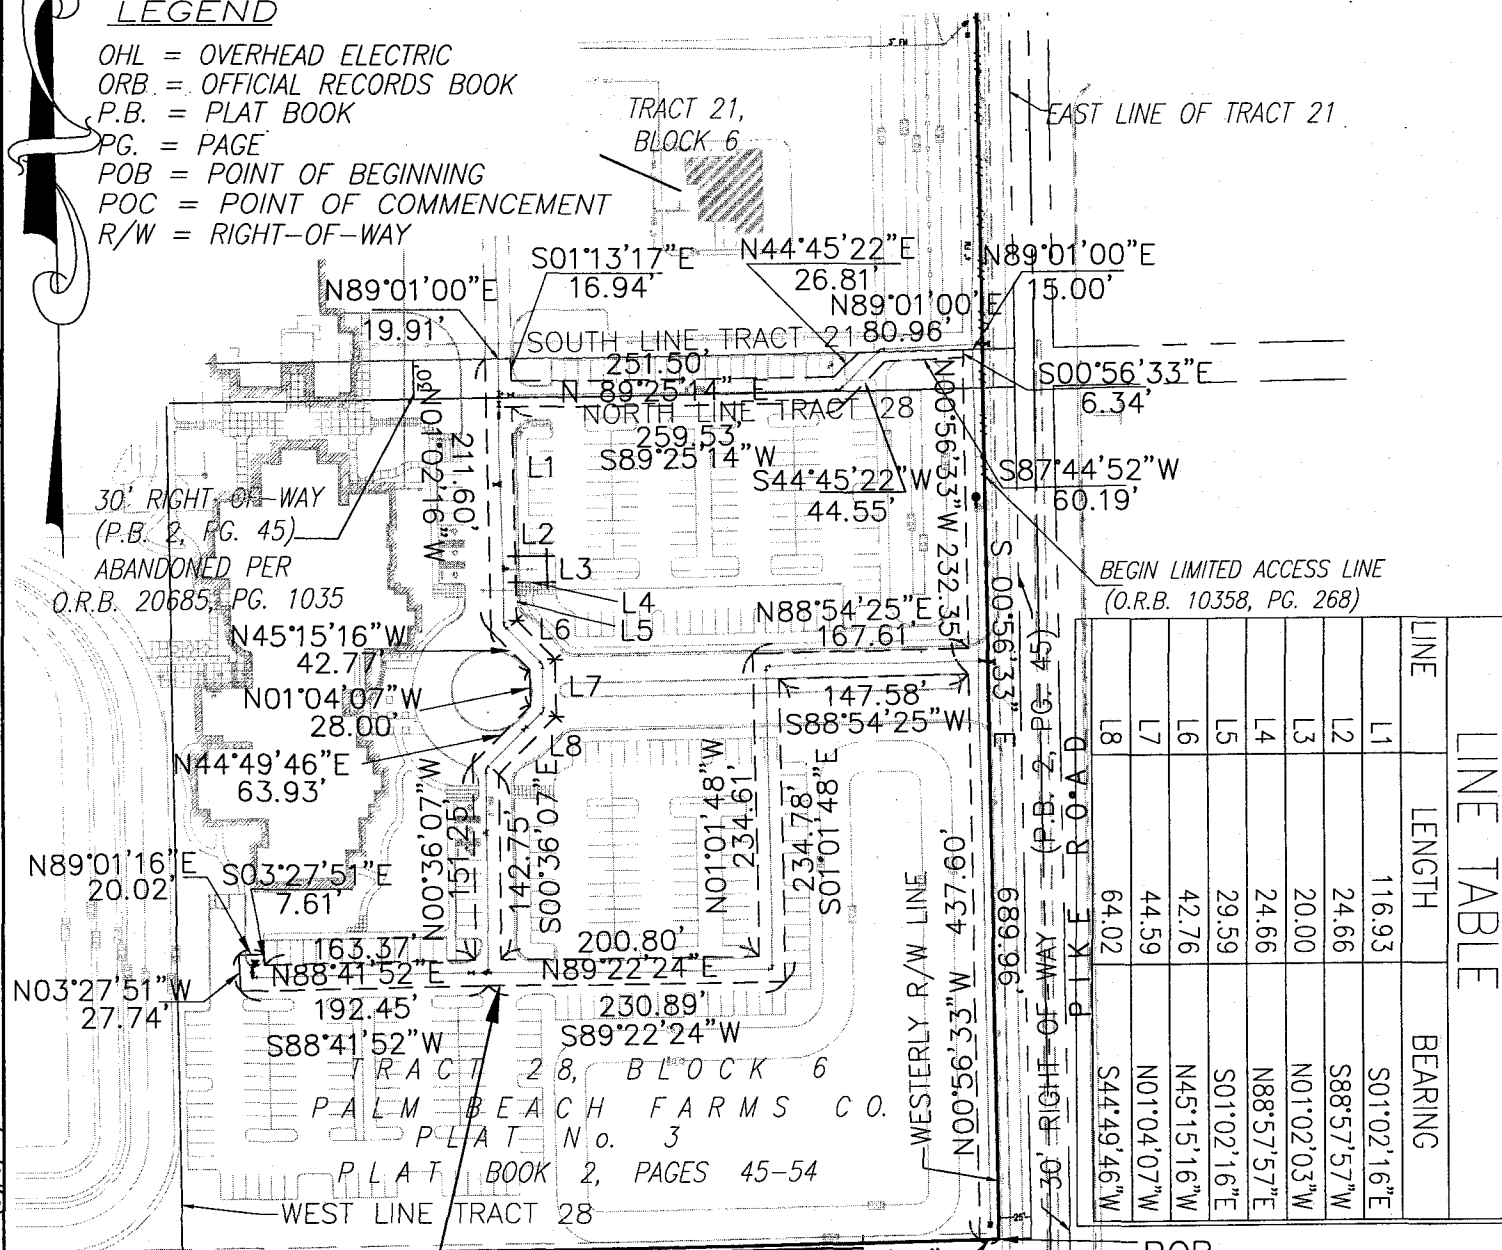 LEGEND
OHL = OVERHEAD ELECTRIC
ORB = OFFICIAL RECORDS BOOK
P.B. = PLAT BOOK
PG. = PAGE
POB = POINT OF BEGINNING
POC = POINT OF COMMENCEMENT
R/W = RIGHT-OF-WAY
TRACT 21,
BLOCK 6
EAST LINE OF TRACT 21
S01°13'17"E
16.94'
N44°45'22"E
26.81'
N89°01'00"E
15.00'
N89°01'00"E
19.91'
N89°01'00"E
80.96'
SOUTH LINE, TRACT 21
251.50'
N 89°25'14" E
NORTH LINE TRACT 28
259.53'
S89°25'14"W
S00°56'33"E
6.34'
S44°45'22"W
44.55'
S87°44'52"W
60.19'
30'
N01°02'16"W
211.60'
L1
L2
L3
L4
L5
L6
L7
L8
30' RIGHT-OF-WAY
(P.B. 2, PG. 45)
ABANDONED PER
O.R.B. 20685, PG. 1035
BEGIN LIMITED ACCESS LINE
(O.R.B. 10358, PG. 268)
N00°56'33"W 232.35'
N45°15'16"W
42.77'
N88°54'25"E
167.61'
N01°04'07"W
28.00'
147.58'
S88°54'25"W
N44°49'46"E
63.93'
N00°36'07"W
151.25'
142.75'
S00°36'07"E
N01°01'48"W
234.61'
234.78'
S01°01'48"E
N89°01'16"E
20.02'
S03°27'51"E
7.61'
163.37'
N88°41'52"E
200.80'
N89°22'24"E
N03°27'51"W
27.74'
192.45'
S88°41'52"W
230.89'
S89°22'24"W
TRACT 28, BLOCK 6
PALM BEACH FARMS CO.
PLAT No. 3
PLAT BOOK 2, PAGES 45-54
WEST LINE TRACT 28
WESTERLY R/W LINE
N00°56'33"W 437.60'
S 00°56'33" E
689.96'
30' RIGHT-OF-WAY (P.B. 2, PG. 45)
PIKE ROAD
25'
POB
LINE TABLE
LINE LENGTH BEARING
L1 116.93 S01°02'16"E
L2 24.66 S88°57'57"W
L3 20.00 N01°02'03"W
L4 24.66 N88°57'57"E
L5 29.59 S01°02'16"E
L6 42.76 N45°15'16"W
L7 44.59 N01°04'07"W
L8 64.02 S44°49'46"W